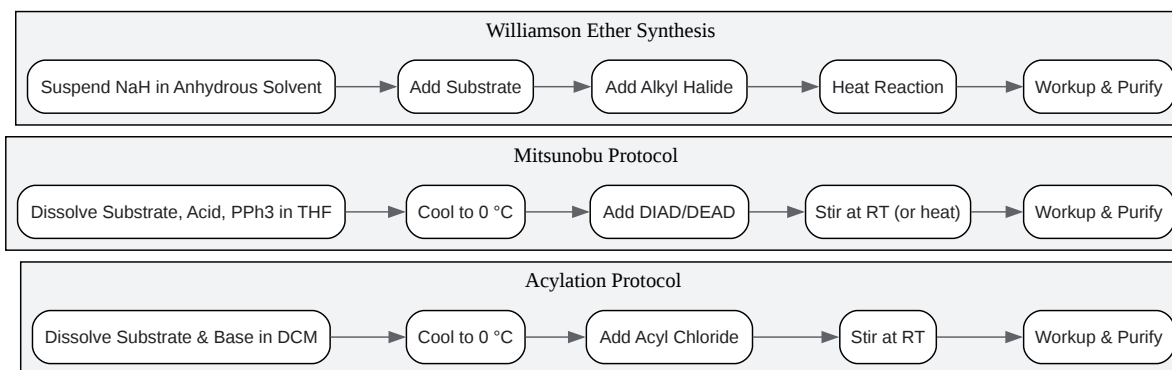 Williamson Ether Synthesis
Suspend NaH in Anhydrous Solvent
Add Substrate
Add Alkyl Halide
Heat Reaction
Workup & Purify
Mitsunobu Protocol
Dissolve Substrate, Acid, PPh3 in THF
Cool to 0 °C
Add DIAD/DEAD
Stir at RT (or heat)
Workup & Purify
Acylation Protocol
Dissolve Substrate & Base in DCM
Cool to 0 °C
Add Acyl Chloride
Stir at RT
Workup & Purify